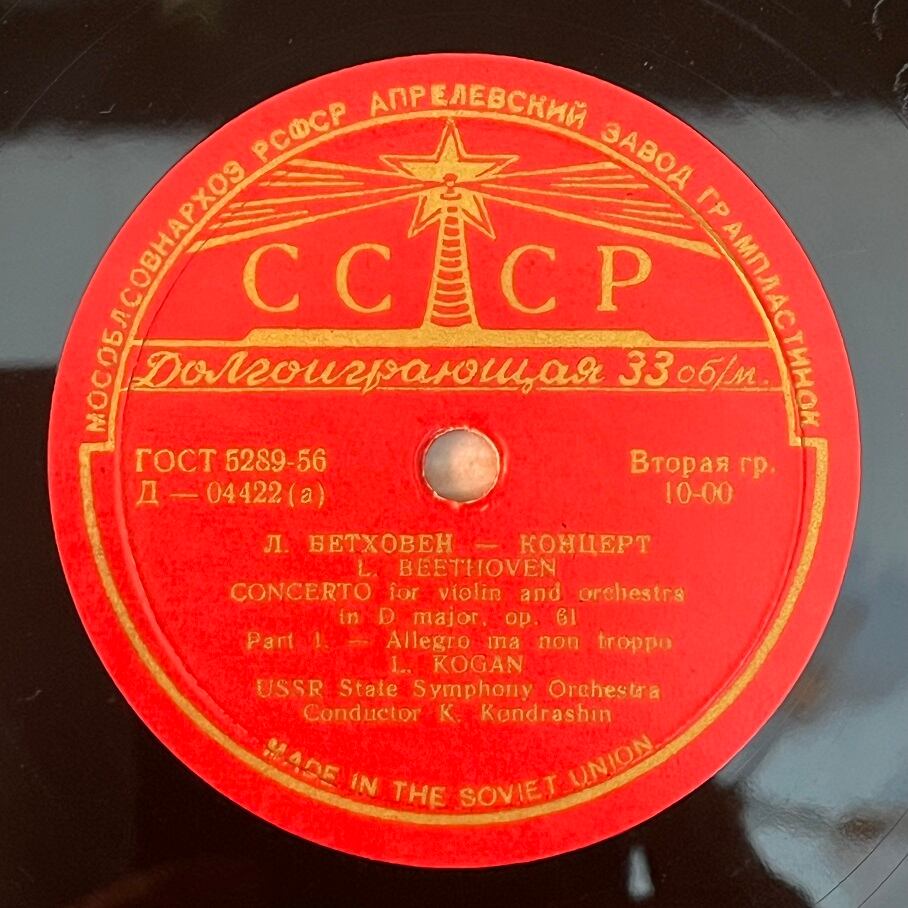 МОСОБЛСОВНАРХОЗ РСФСР АПРЕЛЕВСКИЙ ЗАВОД ГРАМПЛАСТИНОК
СССР
Долгоиграющая 33 об/м.
ГОСТ 5289-56
Вторая гр.
Д — 04422 (а)
10-00
Л. БЕТХОВЕН — КОНЦЕРТ
L. BEETHOVEN
CONCERTO for violin and orchestra
in D major, op. 61
Part I. — Allegro ma non troppo
L. KOGAN
USSR State Symphony Orchestra
Conductor K. Kondrashin
MADE IN THE SOVIET UNION